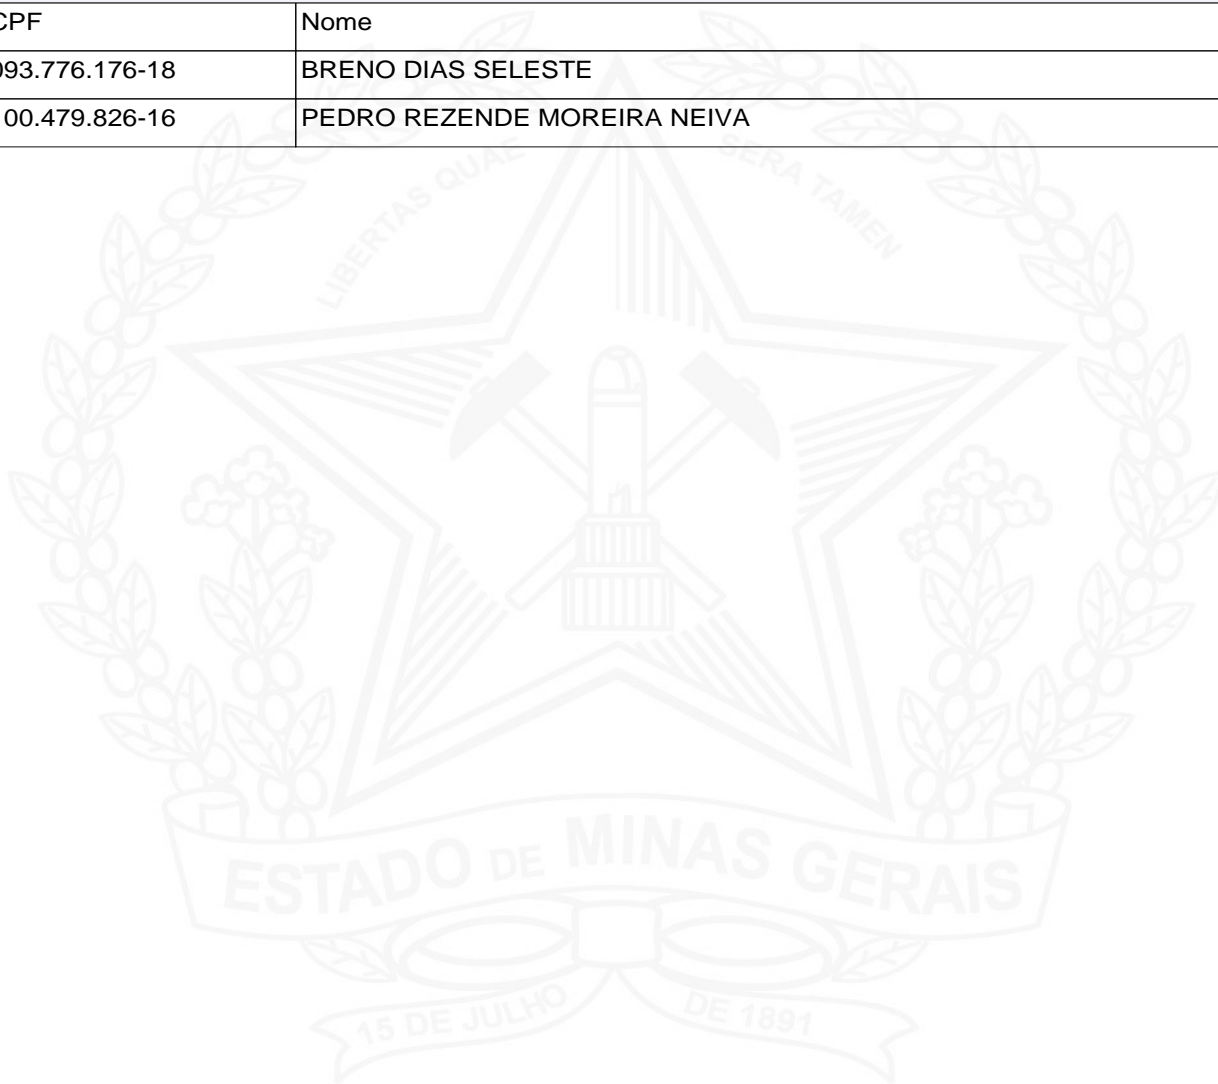 CPF Nome
093.776.176-18 BRENO DIAS SELESTE
00.479.826-16 PEDRO REZENDE MOREIRA NEIVA
LIBERTAS QUAE SERA TAMEN
ESTADO DE MINAS GERAIS
15 DE JULHO DE 1891